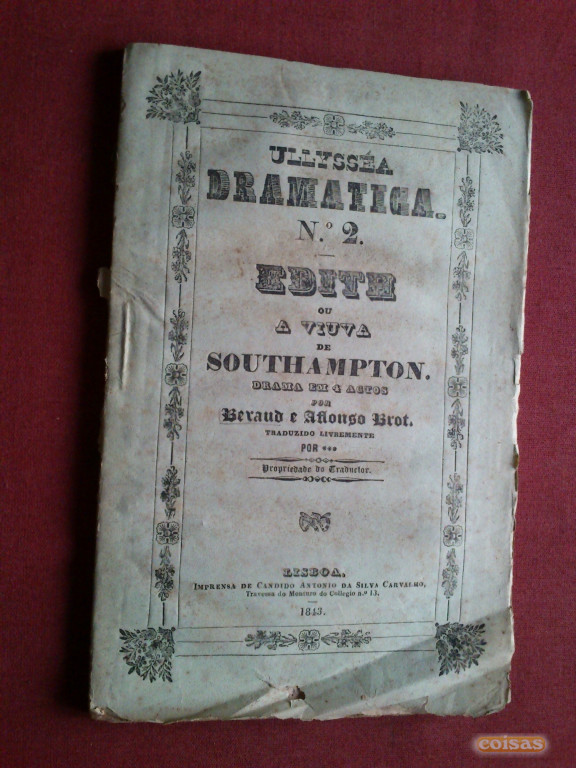 ULLYSSÉA
DRAMATICA.
N.º 2.
EDITH
OU
A VIUVA
DE
SOUTHAMPTON.
DRAMA EM 4 ACTOS
POR
Beraud e Affonso Brot.
TRADUZIDO LIVREMENTE
POR ***
Propriedade do Traductor.
LISBOA,
IMPRENSA DE CANDIDO ANTONIO DA SILVA CARVALHO,
Travessa do Monturo do Collegio n.º 13.
1843.
coisas